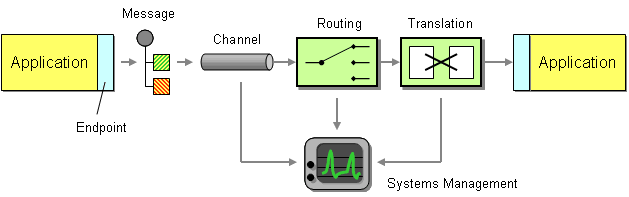 Message
Channel
Routing
Translation
Application
Application
Endpoint
Systems Management